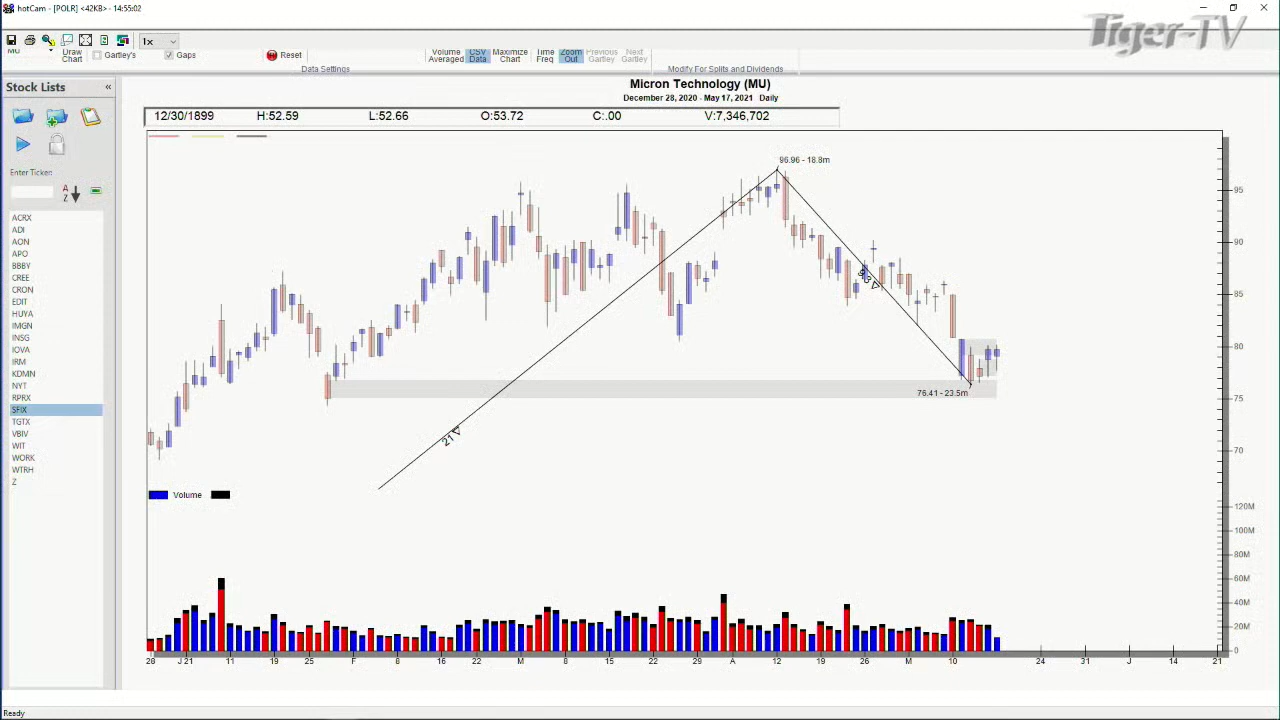 hotCam - [POLR] <42KB> - 14:55:02
Tiger-TV
1x
MU
Draw Chart
Gartley's
Gaps
Reset
Volume Averaged
CSV Data
Maximize Chart
Time Freq
Zoom Out
Previous Gartley
Next Gartley
Data Settings
Modify For Splits and Dividends
Stock Lists «
Micron Technology (MU)
December 28, 2020 - May 17, 2021 Daily
12/30/1899 H:52.59 L:52.66 O:53.72 C:.00 V:7,346,702
Enter Ticker:
A
Z
ACRX
ADI
AON
APO
BBBY
CREE
CRON
EDIT
HUYA
IMGN
INSG
IOVA
IRM
KDMN
NYT
RPRX
SFIX
TGTX
VBIV
WIT
WORK
WTRH
Z
96.96 - 18.8m
9.3
21
76.41 - 23.5m
95
90
85
80
75
70
Volume
120M
100M
80M
60M
40M
20M
0
28 J 21 11 19 25 F 8 16 22 M 8 15 22 29 A 12 19 26 M 10 24 31 J 14 21
Ready